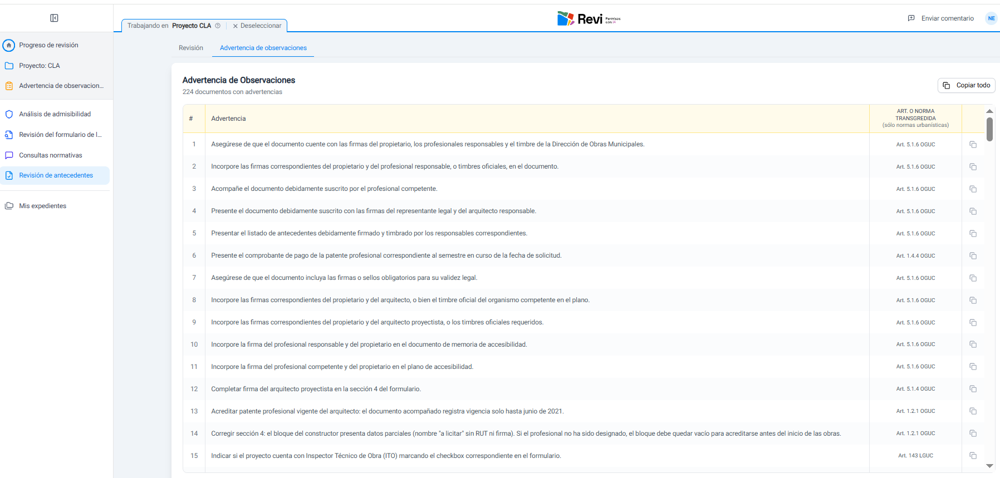 Trabajando en Proyecto CLA
Deseleccionar
Revi Permisos con IA
Enviar comentario
NE
Progreso de revisión
Proyecto: CLA
Advertencia de observacion...
Análisis de admisibilidad
Revisión del formulario de l...
Consultas normativas
Revisión de antecedentes
Mis expedientes
Revisión
Advertencia de observaciones
Advertencia de Observaciones
224 documentos con advertencias
Copiar todo
# Advertencia ART. O NORMA
TRANSGREDIDA
(sólo normas urbanísticas)
1 Asegúrese de que el documento cuente con las firmas del propietario, los profesionales responsables y el timbre de la Dirección de Obras Municipales. Art. 5.1.6 OGUC
2 Incorpore las firmas correspondientes del propietario y del profesional responsable, o timbres oficiales, en el documento. Art. 5.1.6 OGUC
3 Acompañe el documento debidamente suscrito por el profesional competente. Art. 5.1.6 OGUC
4 Presente el documento debidamente suscrito con las firmas del representante legal y del arquitecto responsable. Art. 5.1.6 OGUC
5 Presentar el listado de antecedentes debidamente firmado y timbrado por los responsables correspondientes. Art. 5.1.6 OGUC
6 Presente el comprobante de pago de la patente profesional correspondiente al semestre en curso de la fecha de solicitud. Art. 1.4.4 OGUC
7 Asegúrese de que el documento incluya las firmas o sellos obligatorios para su validez legal. Art. 5.1.6 OGUC
8 Incorpore las firmas correspondientes del propietario y del arquitecto, o bien el timbre oficial del organismo competente en el plano. Art. 5.1.6 OGUC
9 Incorpore las firmas correspondientes del propietario y del arquitecto proyectista, o los timbres oficiales requeridos. Art. 5.1.6 OGUC
10 Incorpore la firma del profesional responsable y del propietario en el documento de memoria de accesibilidad. Art. 5.1.6 OGUC
11 Incorpore la firma del profesional competente y del propietario en el plano de accesibilidad. Art. 5.1.6 OGUC
12 Completar firma del arquitecto proyectista en la sección 4 del formulario. Art. 5.1.4 OGUC
13 Acreditar patente profesional vigente del arquitecto: el documento acompañado registra vigencia solo hasta junio de 2021. Art. 1.2.1 OGUC
14 Corregir sección 4: el bloque del constructor presenta datos parciales (nombre "a licitar" sin RUT ni firma). Si el profesional no ha sido designado, el bloque debe quedar vacío para acreditarse antes del inicio de las obras. Art. 1.2.1 OGUC
15 Indicar si el proyecto cuenta con Inspector Técnico de Obra (ITO) marcando el checkbox correspondiente en el formulario. Art. 143 LGUC